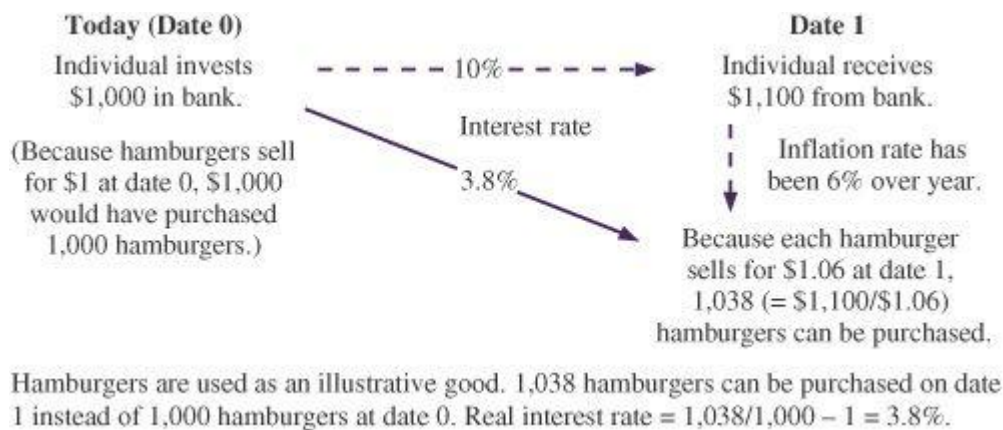 Today (Date 0)
Individual invests
$1,000 in bank.
(Because hamburgers sell
for $1 at date 0, $1,000
would have purchased
1,000 hamburgers.)
10%
Interest rate
3.8%
Date 1
Individual receives
$1,100 from bank.
Inflation rate has
been 6% over year.
Because each hamburger
sells for $1.06 at date 1,
1,038 (= $1,100/$1.06)
hamburgers can be purchased.
Hamburgers are used as an illustrative good. 1,038 hamburgers can be purchased on date
1 instead of 1,000 hamburgers at date 0. Real interest rate = 1,038/1,000 – 1 = 3.8%.